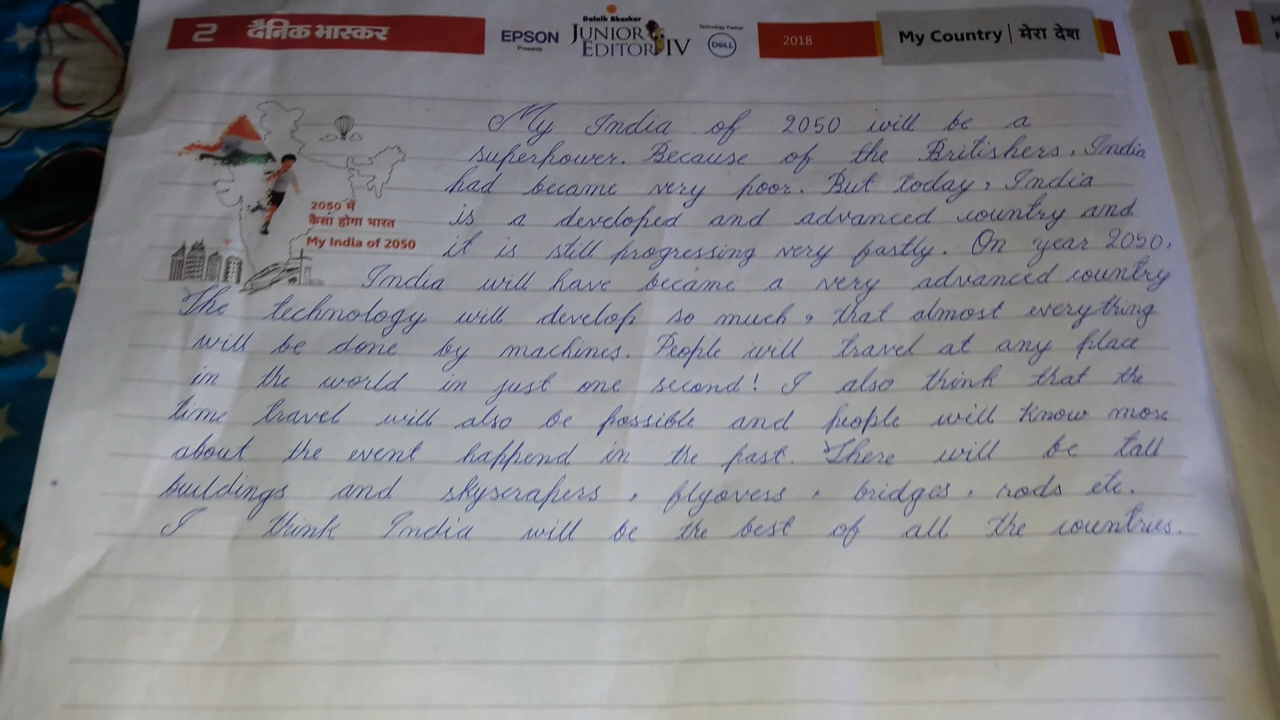 2 दैनिक भास्कर
EPSON
Presents
Dainik Bhaskar
JUNIOR
EDITOR IV
Technology Partner
DELL
2018
My Country | मेरा देश
2050 में
कैसा होगा भारत
My India of 2050
My India of 2050 will be a
superpower. Because of the Britishers, India
had became very poor. But today, India
is a developed and advanced country and
it is still progressing very fastly. On year 2050,
India will have became a very advanced country
The technology will develop so much, that almost everything
will be done by machines. People will travel at any place
in the world in just one second! I also think that the
time travel will also be possible and people will know more
about the event happend in the past. There will be tall
buildings and skyserapers, flyovers, bridges, rods etc.
I think India will be the best of all the countries.